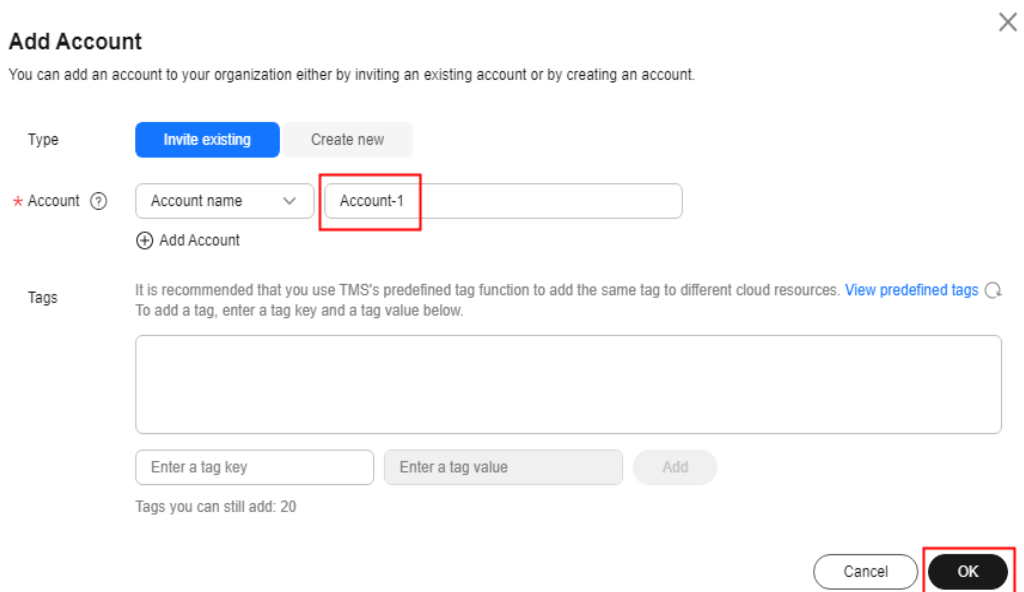 Add Account
You can add an account to your organization either by inviting an existing account or by creating an account.
Type Invite existing Create new
* Account ? Account name Account-1
Add Account
Tags It is recommended that you use TMS's predefined tag function to add the same tag to different cloud resources. View predefined tags
To add a tag, enter a tag key and a tag value below.
Enter a tag key Enter a tag value Add
Tags you can still add: 20
Cancel OK